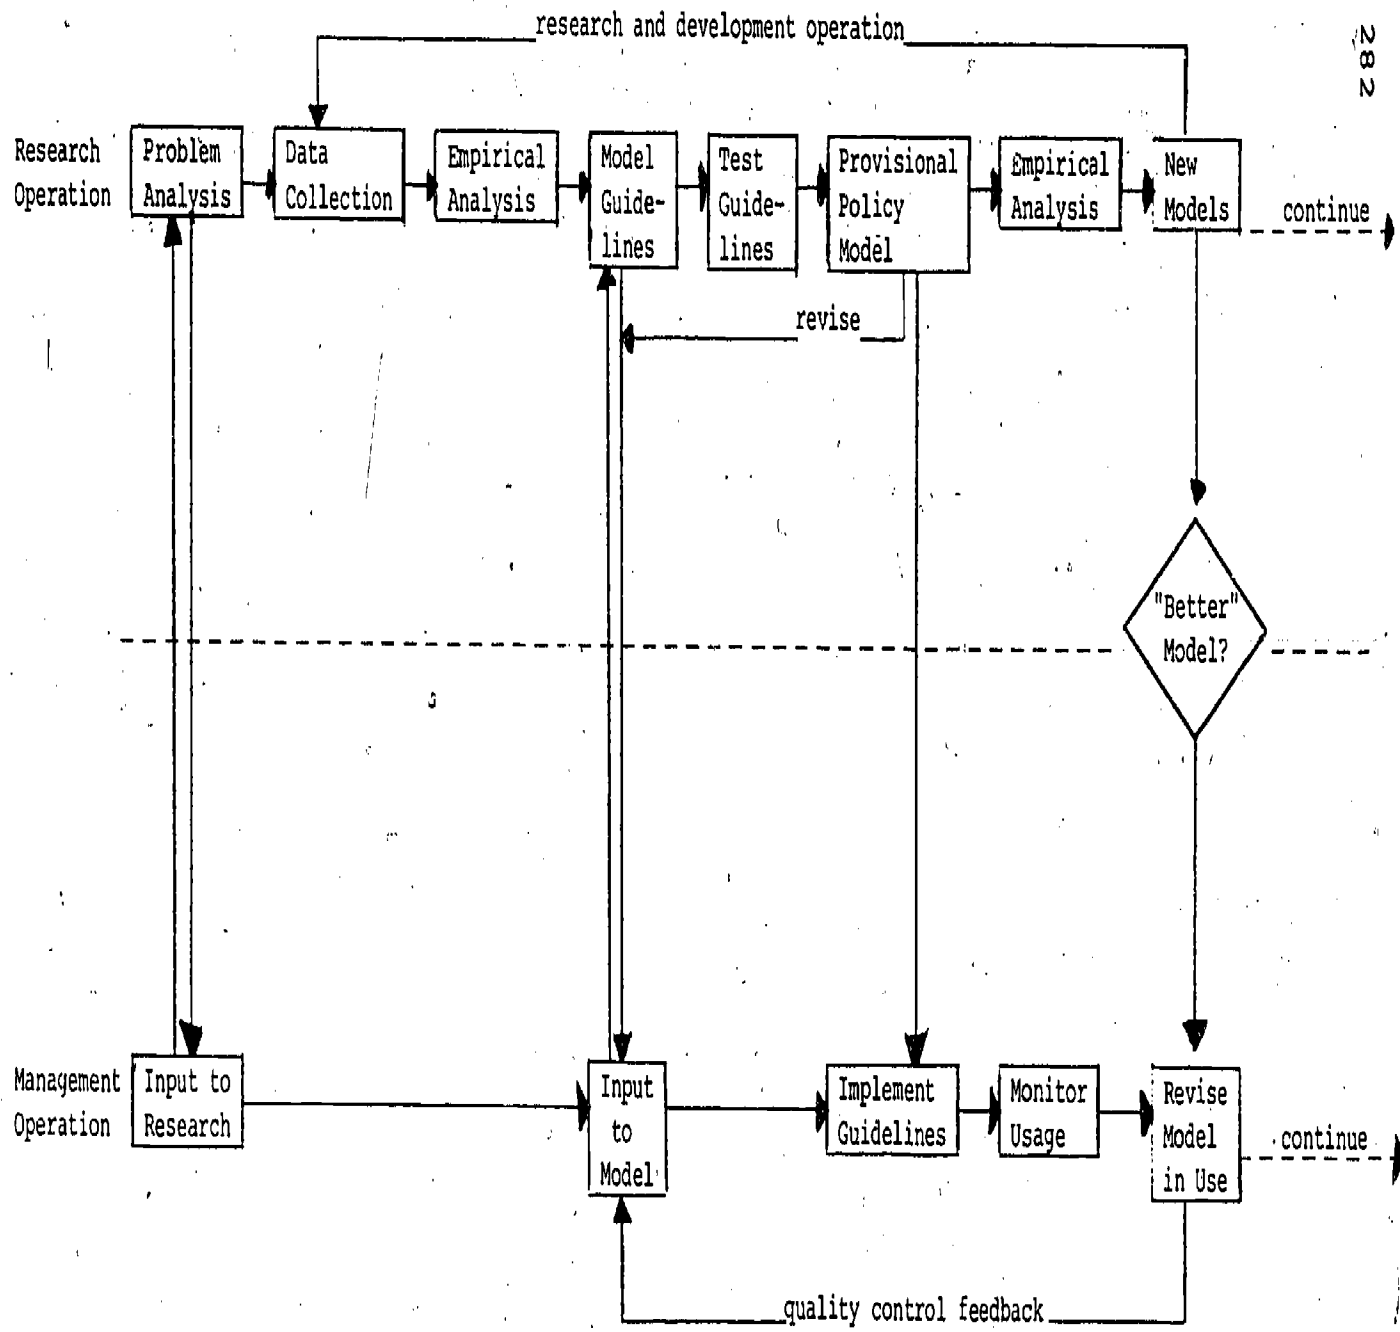 research and development operation
282
Research
Operation
Problem
Analysis
Data
Collection
Empirical
Analysis
Model
Guide-
lines
Test
Guide-
lines
Provisional
Policy
Model
Empirical
Analysis
New
Models
continue
revise
"Better"
Model?
Management
Operation
Input to
Research
Input
to
Model
Implement
Guidelines
Monitor
Usage
Revise
Model
in Use
continue
quality control feedback